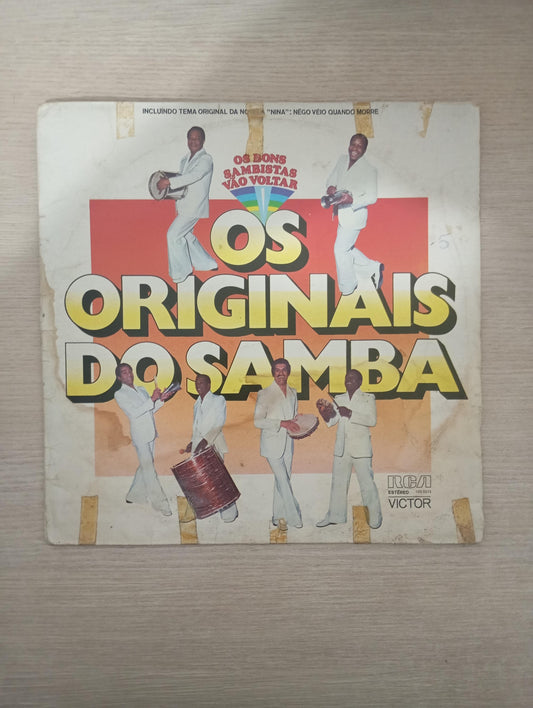 INCLUÍNDO TEMA ORIGINAL DA NOVELA "NINA": NÊGO VÉIO QUANDO MORRE
OS BONS
SAMBISTAS
VÃO VOLTAR
OS
ORIGINAIS
DO SAMBA
RCA
ESTÉREO
VICTOR